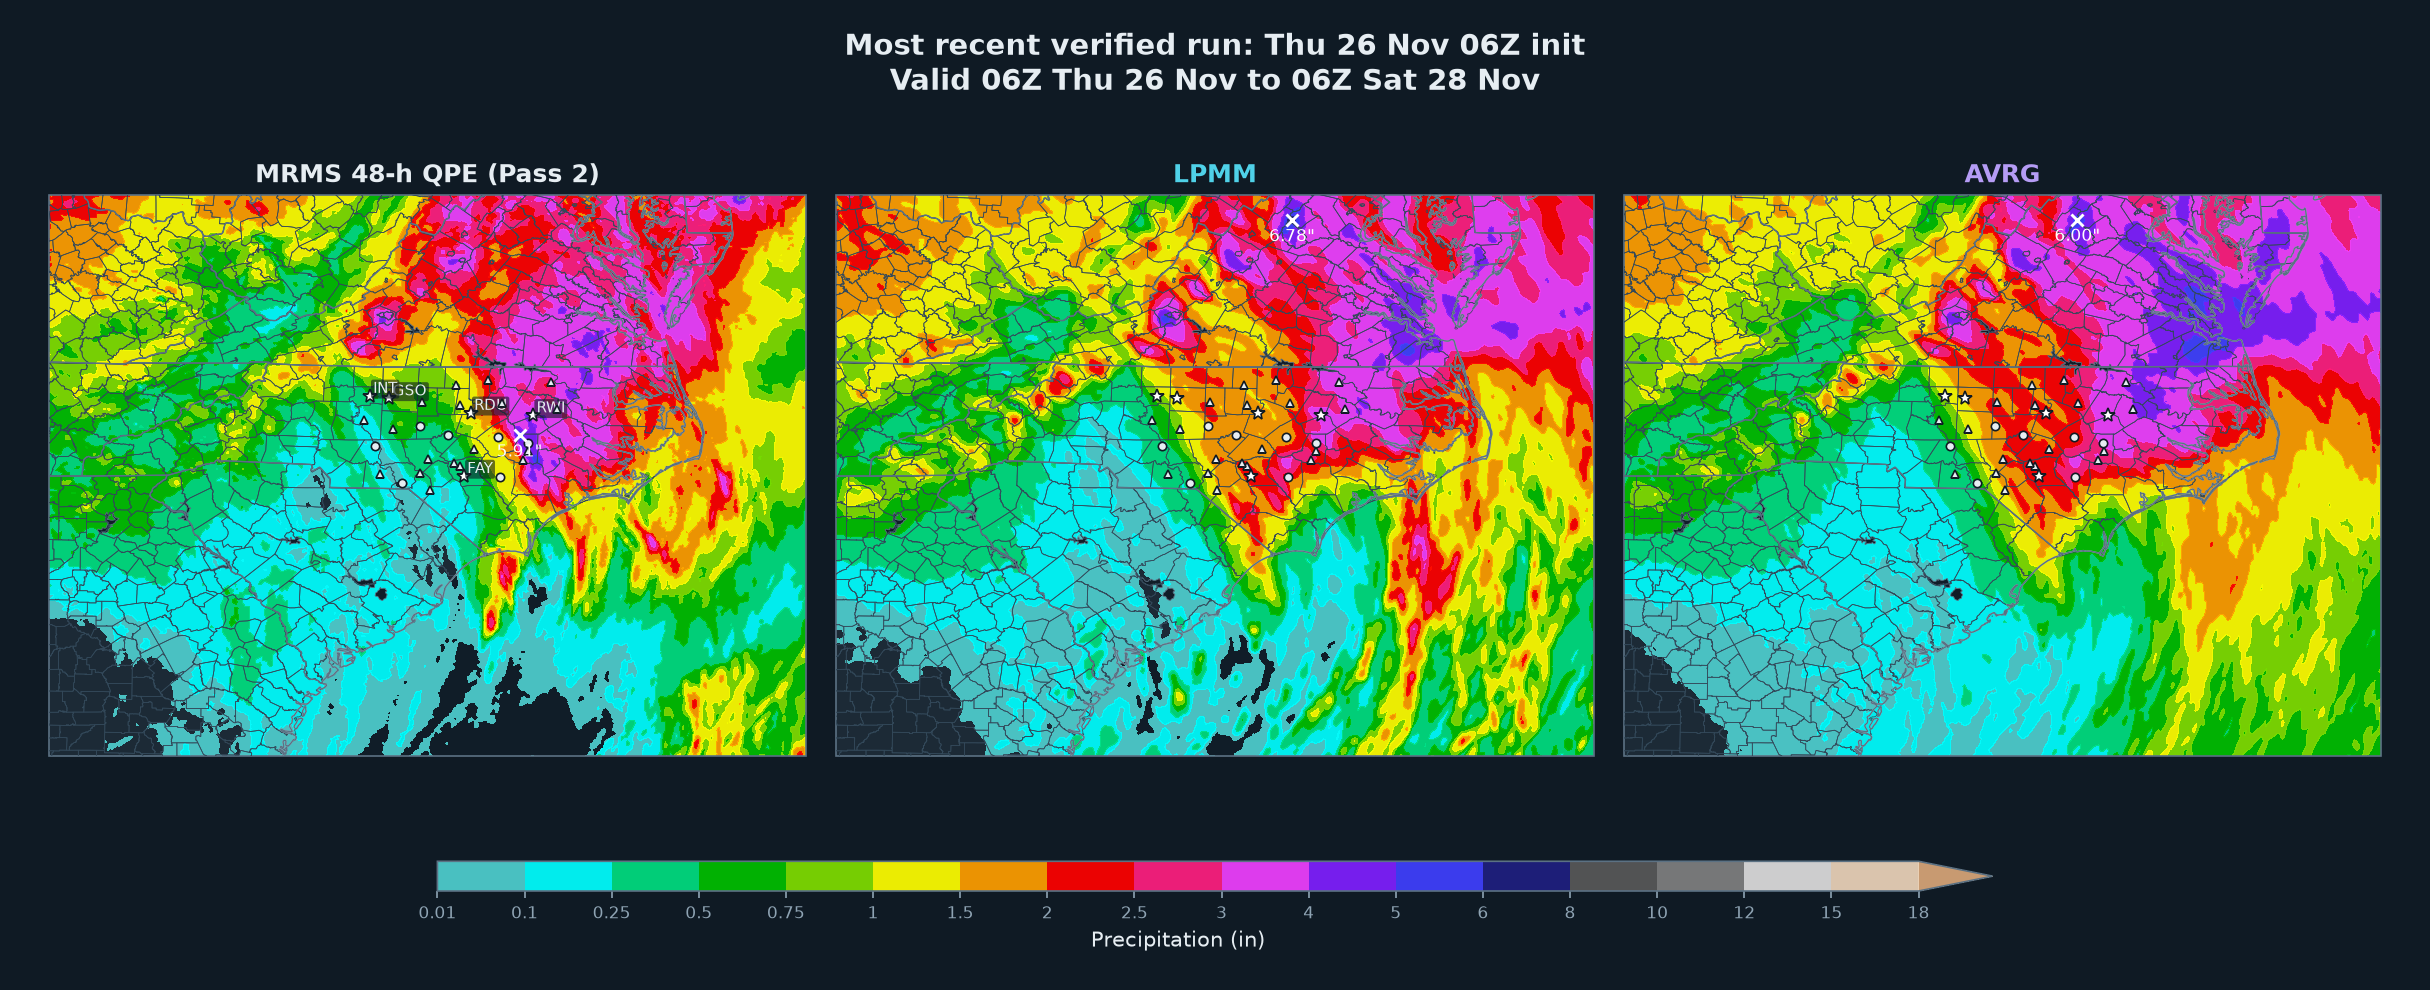 Most recent verified run: Thu 26 Nov 06Z init
Valid 06Z Thu 26 Nov to 06Z Sat 28 Nov
MRMS 48-h QPE (Pass 2)
LPMM
AVRG
6.78"
6.00"
INT
GSO
RDU
RWI
5.91"
FAY
0.01 0.1 0.25 0.5 0.75 1 1.5 2 2.5 3 4 5 6 8 10 12 15 18
Precipitation (in)